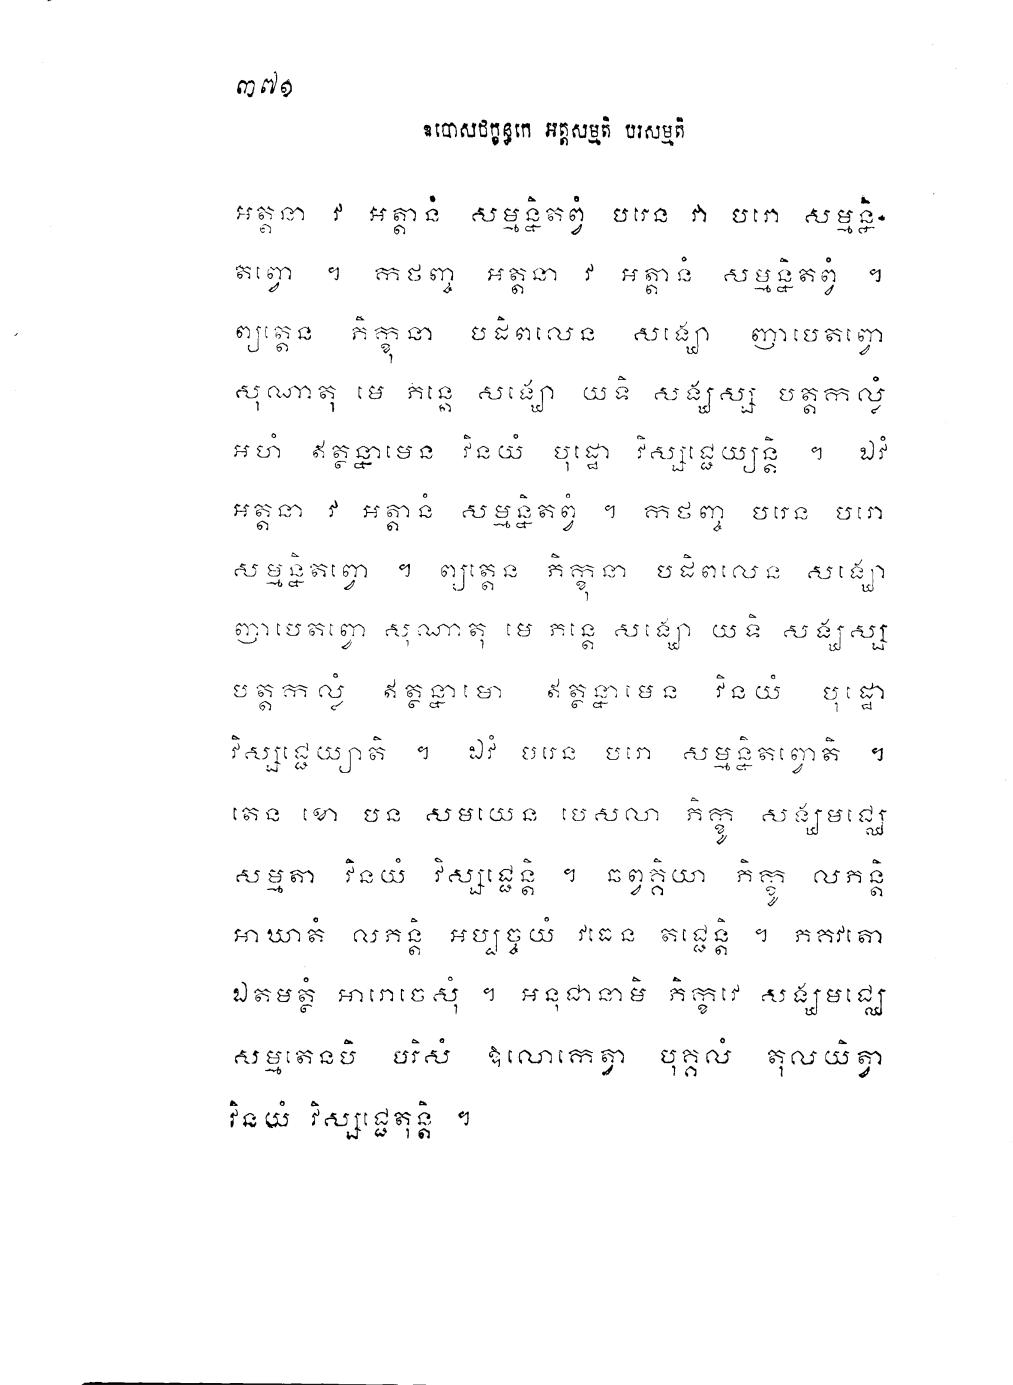 ៣៧១
ឧបោសថក្ខន្ធកេ អត្តសម្មតិ បរសម្មតិ
អត្តនា វ អត្តានំ សម្មន្និតព្វំ បរេន វា បរោ សម្មន្និ-
តព្វោ ។ កថញ្ច អត្តនា វ អត្តានំ សម្មន្និតព្វំ ។
ព្យត្តេន ភិក្ខុនា បដិពលេន សង្ឃោ ញាបេតព្វោ
សុណាតុ មេ ភន្តេ សង្ឃោ យទិ សង្ឃស្ស បត្តកល្លំ
អហំ ឥត្ថន្នាមេន វិនយំ បុដ្ឋោ វិស្សជ្ជេយ្យន្តិ ។ ឯវំ
អត្តនា វ អត្តានំ សម្មន្និតព្វំ ។ កថញ្ច បរេន បរោ
សម្មន្និតព្វោ ។ ព្យត្តេន ភិក្ខុនា បដិពលេន សង្ឃោ
ញាបេតព្វោ សុណាតុ មេ ភន្តេ សង្ឃោ យទិ សង្ឃស្ស
បត្តកល្លំ ឥត្ថន្នាមោ ឥត្ថន្នាមេន វិនយំ បុដ្ឋោ
វិស្សជ្ជេយ្យាតិ ។ ឯវំ បរេន បរោ សម្មន្និតព្វោតិ ។
តេន ខោ បន សមយេន បេសលា ភិក្ខូ សង្ឃមជ្ឈេ
សម្មតា វិនយំ វិស្សជ្ជេន្តិ ។ ឆព្វគ្គិយា ភិក្ខូ លភន្តិ
អាឃាតំ លភន្តិ អប្បច្ចយំ វធេន តជ្ជេន្តិ ។ ភគវតោ
ឯតមត្ថំ អារោចេសុំ ។ អនុជានាមិ ភិក្ខវេ សង្ឃមជ្ឈេ
សម្មតេនបិ បរិសំ ឱលោកេត្វា បុគ្គលំ តុលយិត្វា
វិនយំ វិស្សជ្ជេតុន្តិ ។